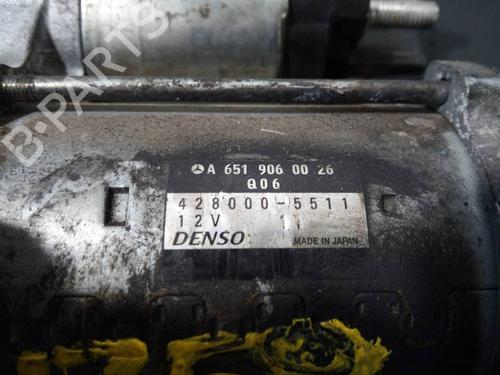 B-PARTS
A 651 906 00 26
Q06
428000-5511
12V 11
DENSO MADE IN JAPAN